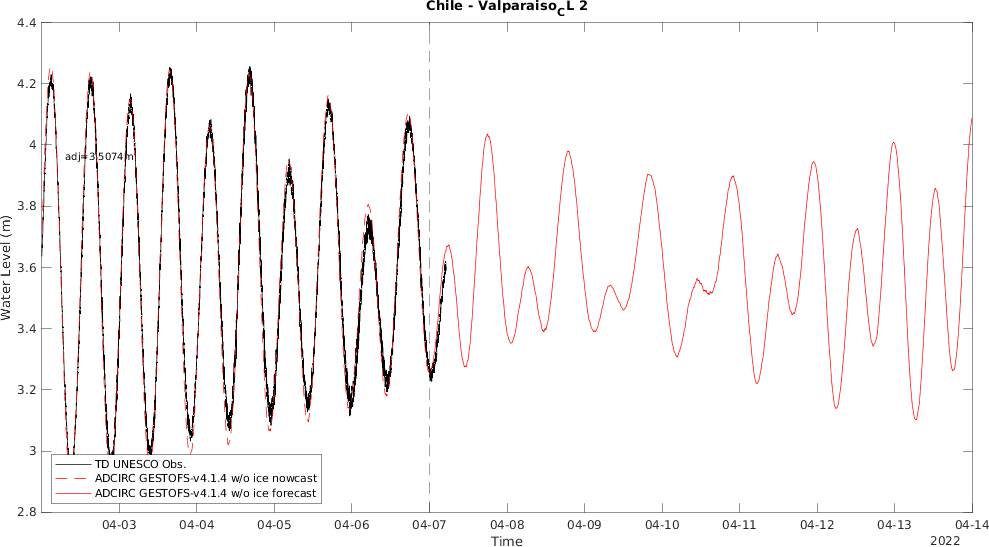 Chile - Valparaiso_CL 2
4.4
4.2
4
3.8
3.6
3.4
3.2
3
2.8
Water Level (m)
adj=3.5074 m
TD UNESCO Obs.
ADCIRC GESTOFS-v4.1.4 w/o ice nowcast
ADCIRC GESTOFS-v4.1.4 w/o ice forecast
04-03 04-04 04-05 04-06 04-07 04-08 04-09 04-10 04-11 04-12 04-13 04-14
Time
2022